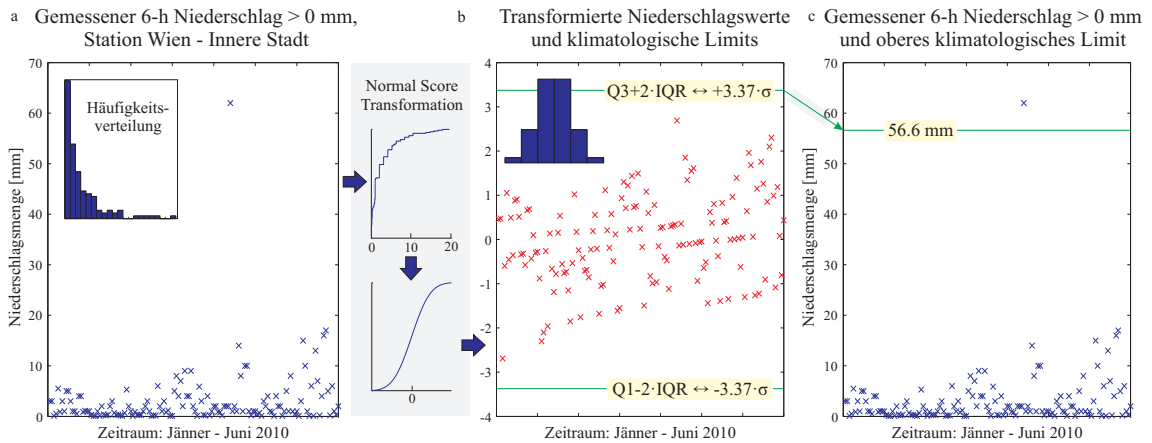 a
Gemessener 6-h Niederschlag > 0 mm,
Station Wien - Innere Stadt
Niederschlagsmenge [mm]
70
60
50
40
30
20
10
0
Häufigkeits-
verteilung
Zeitraum: Jänner - Juni 2010
Normal Score
Transformation
0 10 20
0
b
Transformierte Niederschlagswerte
und klimatologische Limits
4
3
2
1
0
-1
-2
-3
-4
Q3+2·IQR ↔ +3.37·σ
Q1-2·IQR ↔ -3.37·σ
Zeitraum: Jänner - Juni 2010
c
Gemessener 6-h Niederschlag > 0 mm
und oberes klimatologisches Limit
Niederschlagsmenge [mm]
70
60
50
40
30
20
10
0
56.6 mm
Zeitraum: Jänner - Juni 2010